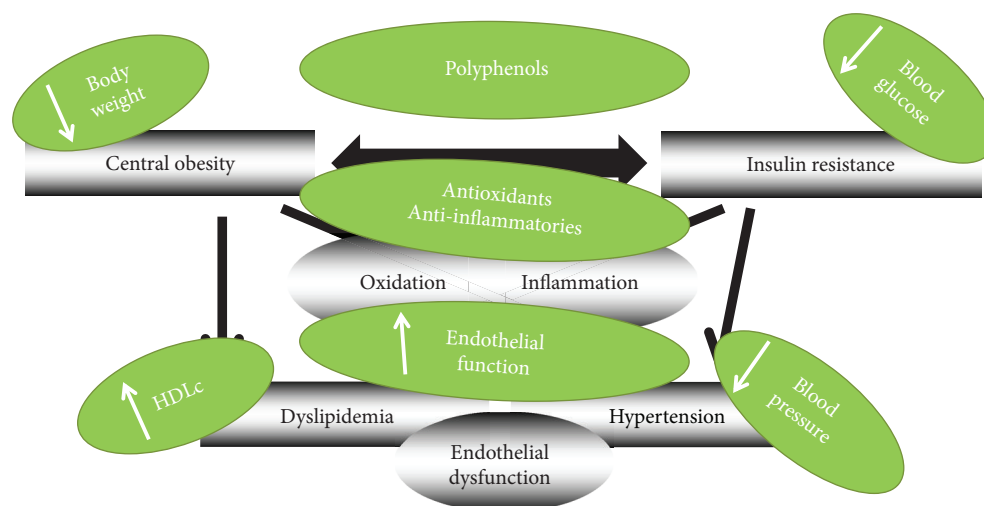 Body
weight
Polyphenols
Blood
glucose
Central obesity
Insulin resistance
Antioxidants
Anti-inflammatories
Oxidation
Inflammation
Endothelial
function
HDLc
Blood
pressure
Dyslipidemia
Hypertension
Endothelial
dysfunction